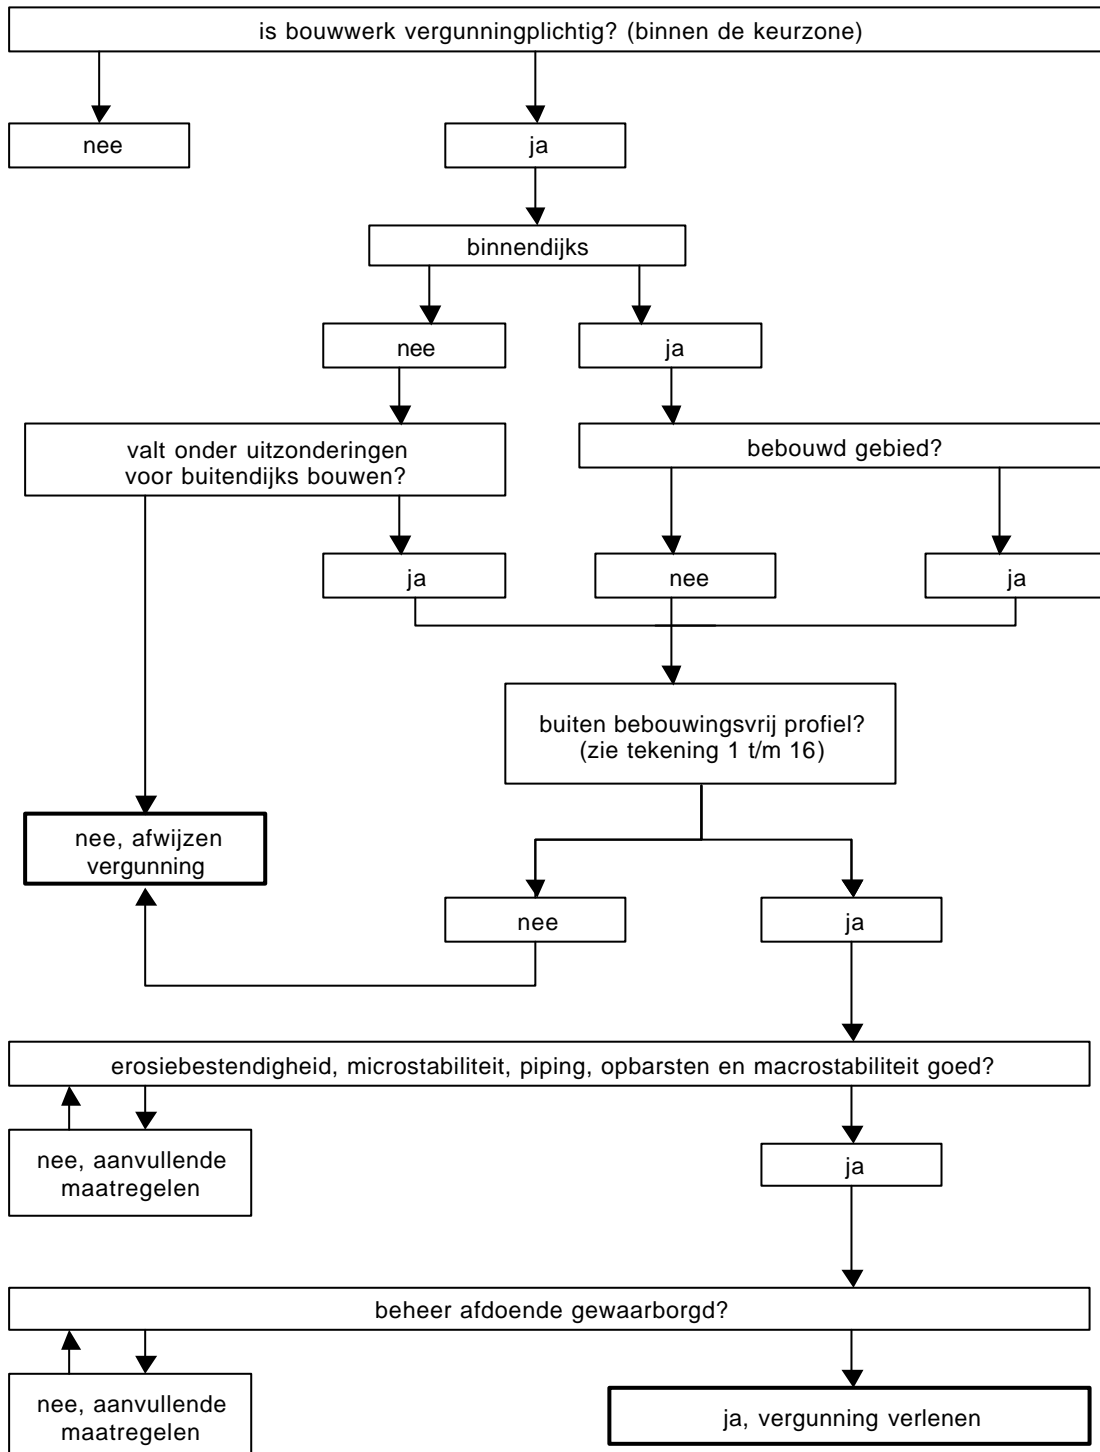 is bouwwerk vergunningplichtig? (binnen de keurzone)
nee
ja
binnendijks
nee
ja
valt onder uitzonderingen
voor buitendijks bouwen?
bebouwd gebied?
ja
nee
ja
buiten bebouwingsvrij profiel?
(zie tekening 1 t/m 16)
nee, afwijzen
vergunning
nee
ja
erosiebestendigheid, microstabiliteit, piping, opbarsten en macrostabiliteit goed?
nee, aanvullende
maatregelen
ja
beheer afdoende gewaarborgd?
nee, aanvullende
maatregelen
ja, vergunning verlenen